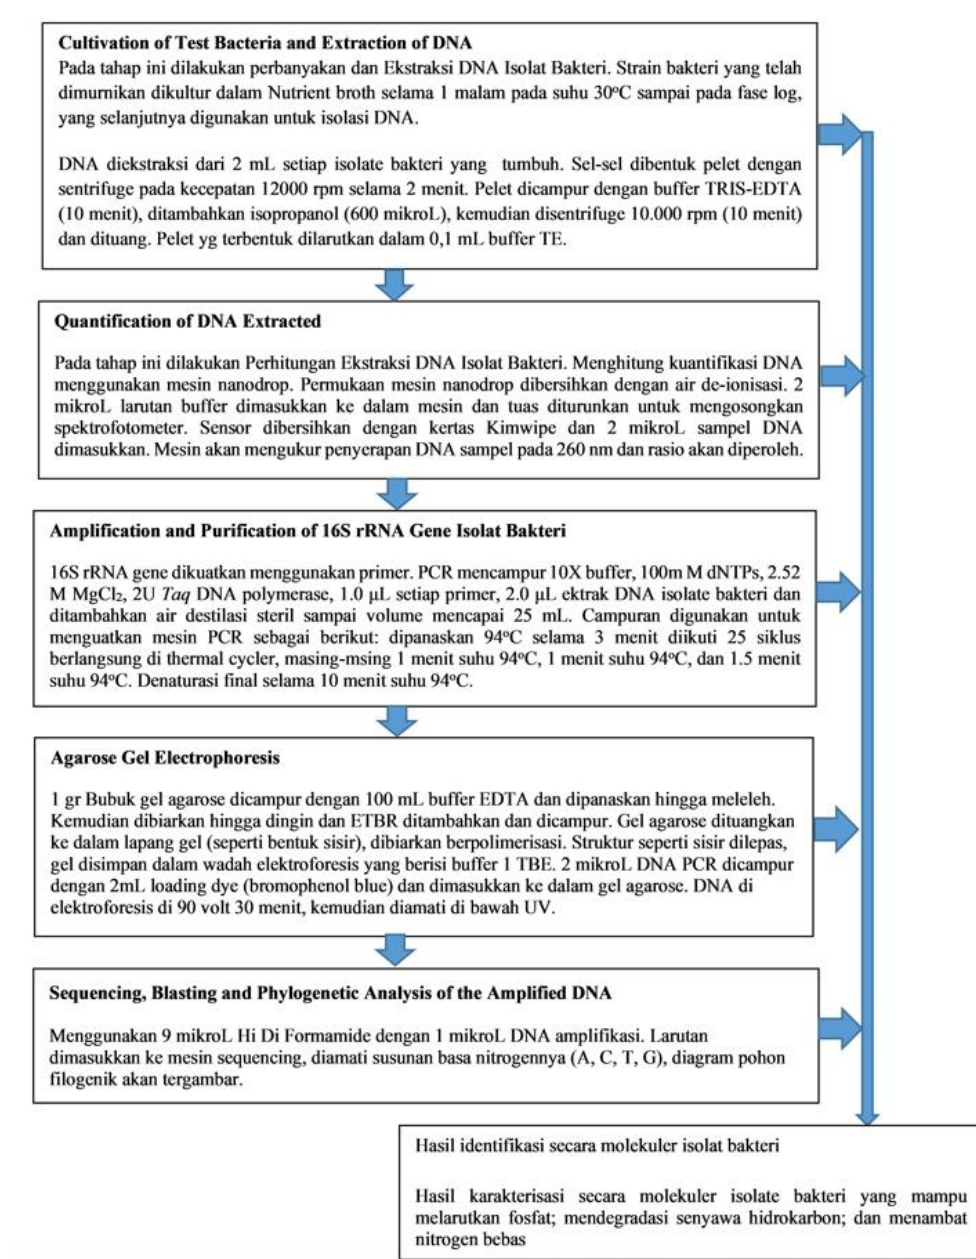 Cultivation of Test Bacteria and Extraction of DNA
Pada tahap ini dilakukan perbanyakan dan Ekstraksi DNA Isolat Bakteri. Strain bakteri yang telah
dimurnikan dikultur dalam Nutrient broth selama 1 malam pada suhu 30ºC sampai pada fase log,
yang selanjutnya digunakan untuk isolasi DNA.
DNA diekstraksi dari 2 mL setiap isolate bakteri yang tumbuh. Sel-sel dibentuk pelet dengan
sentrifuge pada kecepatan 12000 rpm selama 2 menit. Pelet dicampur dengan buffer TRIS-EDTA
(10 menit), ditambahkan isopropanol (600 mikroL), kemudian disentrifuge 10.000 rpm (10 menit)
dan dituang. Pelet yg terbentuk dilarutkan dalam 0,1 mL buffer TE.
Quantification of DNA Extracted
Pada tahap ini dilakukan Perhitungan Ekstraksi DNA Isolat Bakteri. Menghitung kuantifikasi DNA
menggunakan mesin nanodrop. Permukaan mesin nanodrop dibersihkan dengan air de-ionisasi. 2
mikroL larutan buffer dimasukkan ke dalam mesin dan tuas diturunkan untuk mengosongkan
spektrofotometer. Sensor dibersihkan dengan kertas Kimwipe dan 2 mikroL sampel DNA
dimasukkan. Mesin akan mengukur penyerapan DNA sampel pada 260 nm dan rasio akan diperoleh.
Amplification and Purification of 16S rRNA Gene Isolat Bakteri
16S rRNA gene dikuatkan menggunakan primer. PCR mencampur 10X buffer, 100m M dNTPs, 2.52
M MgCl₂, 2U Taq DNA polymerase, 1.0 µL setiap primer, 2.0 µL ektrak DNA isolate bakteri dan
ditambahkan air destilasi steril sampai volume mencapai 25 mL. Campuran digunakan untuk
menguatkan mesin PCR sebagai berikut: dipanaskan 94ºC selama 3 menit diikuti 25 siklus
berlangsung di thermal cycler, masing-msing 1 menit suhu 94ºC, 1 menit suhu 94ºC, dan 1.5 menit
suhu 94ºC. Denaturasi final selama 10 menit suhu 94ºC.
Agarose Gel Electrophoresis
1 gr Bubuk gel agarose dicampur dengan 100 mL buffer EDTA dan dipanaskan hingga meleleh.
Kemudian dibiarkan hingga dingin dan ETBR ditambahkan dan dicampur. Gel agarose dituangkan
ke dalam lapang gel (seperti bentuk sisir), dibiarkan berpolimerisasi. Struktur seperti sisir dilepas,
gel disimpan dalam wadah elektroforesis yang berisi buffer 1 TBE. 2 mikroL DNA PCR dicampur
dengan 2mL loading dye (bromophenol blue) dan dimasukkan ke dalam gel agarose. DNA di
elektroforesis di 90 volt 30 menit, kemudian diamati di bawah UV.
Sequencing, Blasting and Phylogenetic Analysis of the Amplified DNA
Menggunakan 9 mikroL Hi Di Formamide dengan 1 mikroL DNA amplifikasi. Larutan
dimasukkan ke mesin sequencing, diamati susunan basa nitrogennya (A, C, T, G), diagram pohon
filogenik akan tergambar.
Hasil identifikasi secara molekuler isolat bakteri
Hasil karakterisasi secara molekuler isolate bakteri yang mampu
melarutkan fosfat; mendegradasi senyawa hidrokarbon; dan menambat
nitrogen bebas